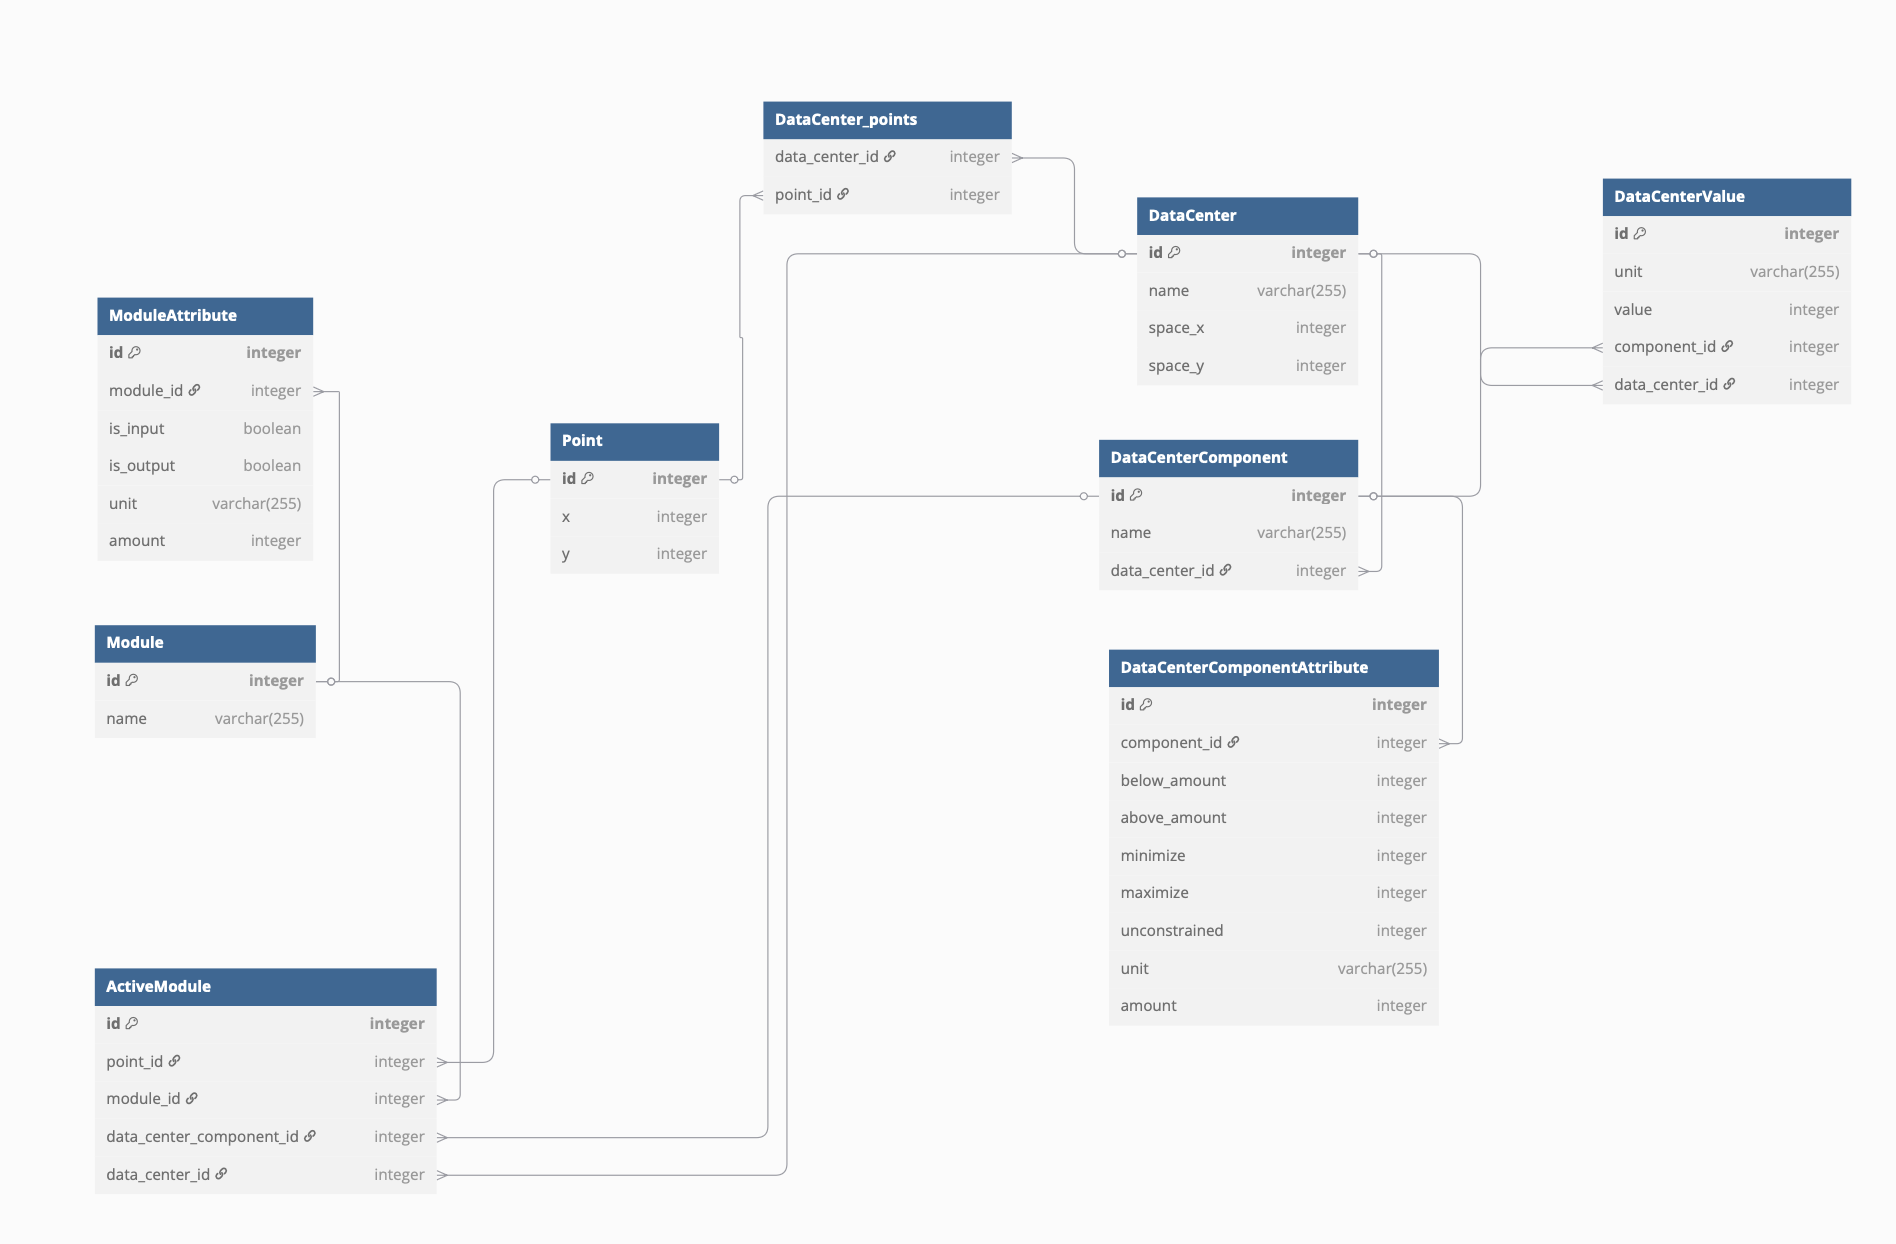 DataCenter_points
data_center_id integer
point_id integer
DataCenter
id integer
name varchar(255)
space_x integer
space_y integer
DataCenterValue
id integer
unit varchar(255)
value integer
component_id integer
data_center_id integer
ModuleAttribute
id integer
module_id integer
is_input boolean
is_output boolean
unit varchar(255)
amount integer
Point
id integer
x integer
y integer
DataCenterComponent
id integer
name varchar(255)
data_center_id integer
Module
id integer
name varchar(255)
DataCenterComponentAttribute
id integer
component_id integer
below_amount integer
above_amount integer
minimize integer
maximize integer
unconstrained integer
unit varchar(255)
amount integer
ActiveModule
id integer
point_id integer
module_id integer
data_center_component_id integer
data_center_id integer